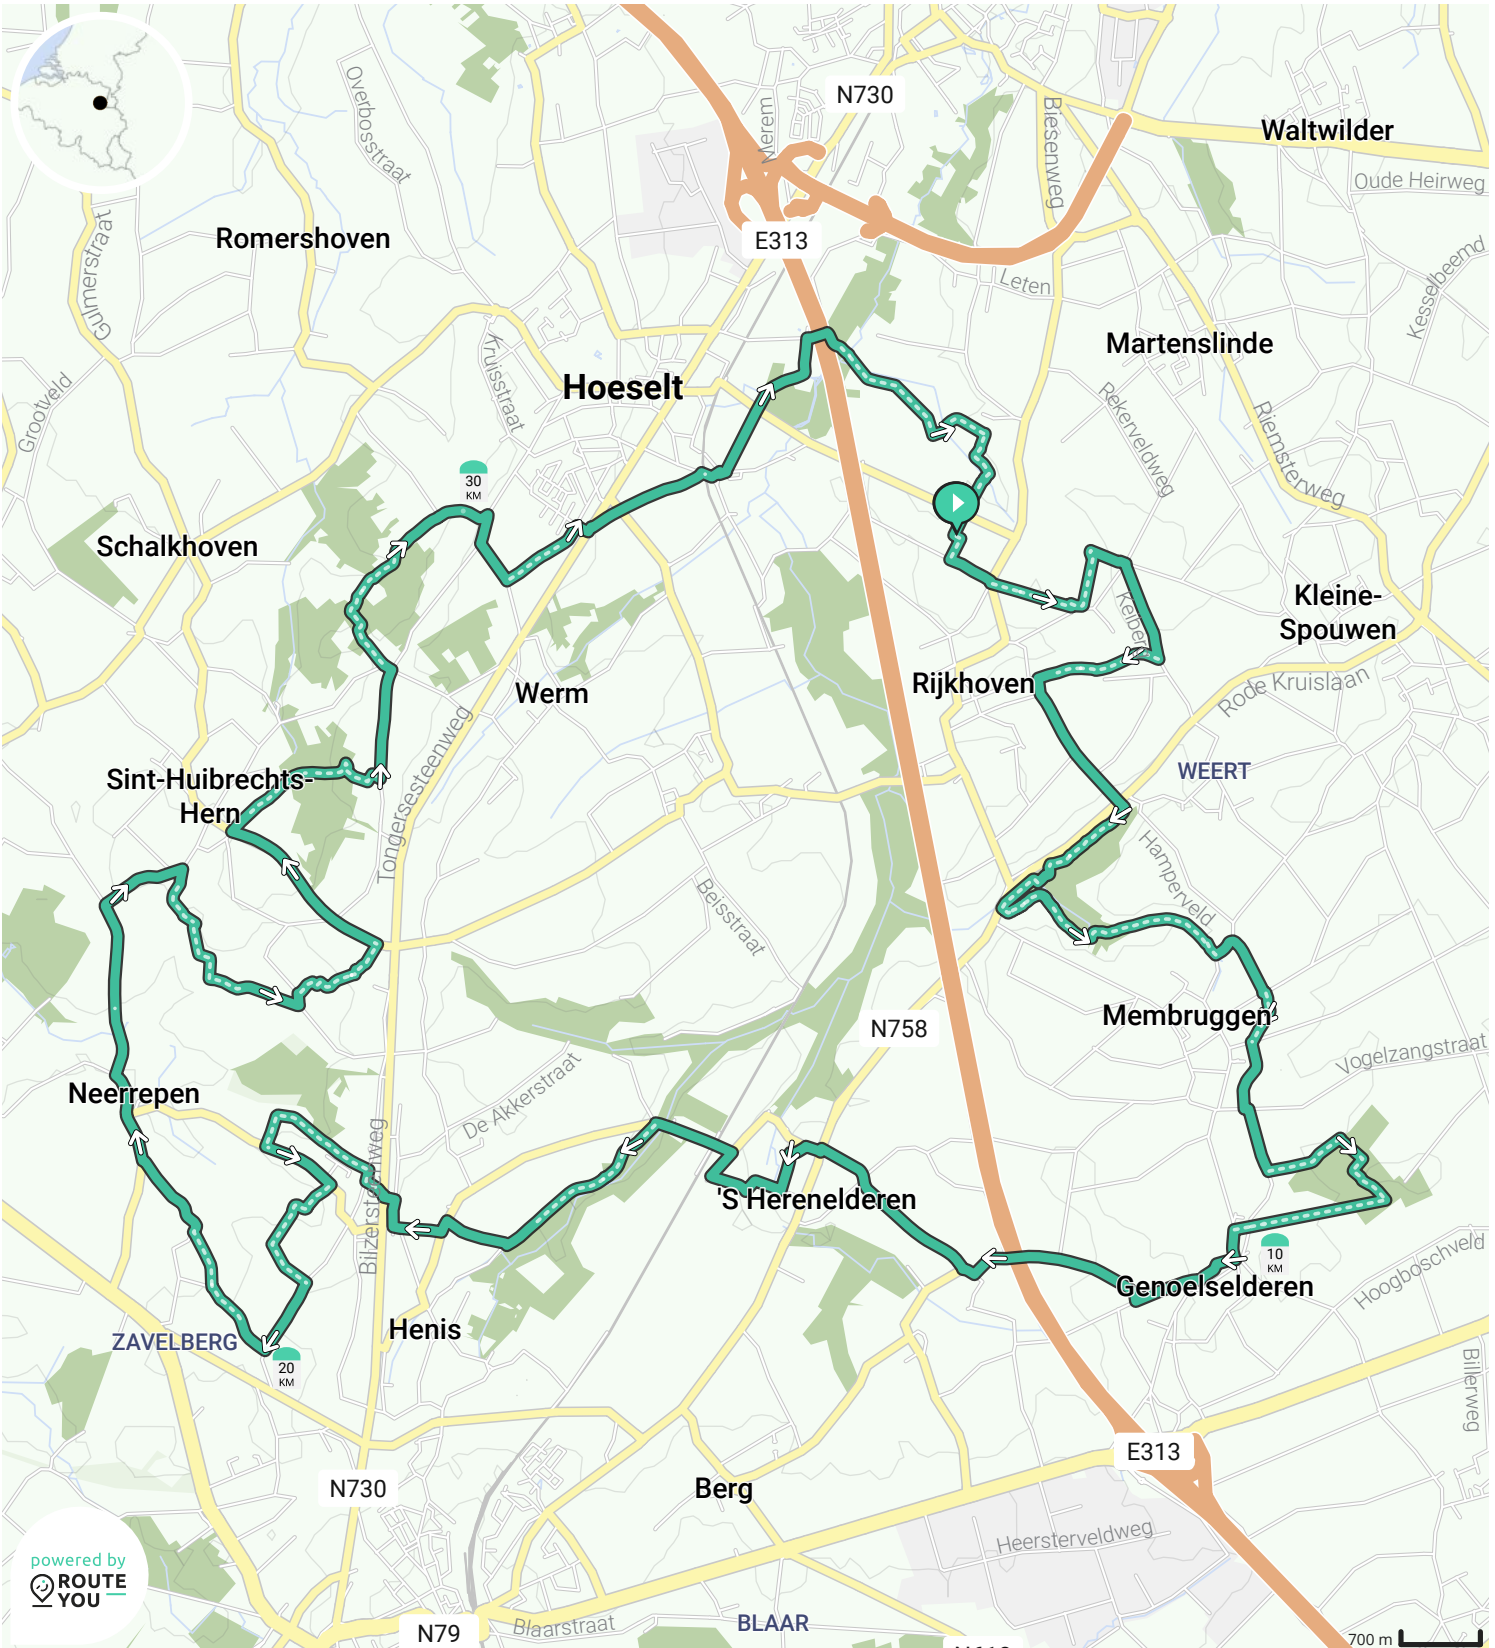 N730
Merem
Overbosstraat
Biesenweg
Waltwilder
Oude Heirweg
Gulmerstraat
Romershoven
E313
Kesselbeemd
Leten
Kruisstraat
Martenslinde
Grootveld
Hoeselt
Rekerveldweg
Riemsterweg
30
KM
Schalkhoven
Kleine-
Spouwen
Keiber
Werm
Rijkhoven
Rode Kruislaan
Tongersesteenweg
WEERT
Sint-Huibrechts-
Hern
Hamperveld
Beisstraat
N758
Membruggen
Vogelzangstraat
Neerrepen
De Akkerstraat
Bilzersteenweg
'S Herenelderen
10
KM
Hoogboschveld
Genoelselderen
ZAVELBERG
Henis
20
KM
Billerweg
E313
N730
Berg
Heersterveldweg
powered by
ROUTE
YOU
Blaarstraat
BLAAR
N79
700 m